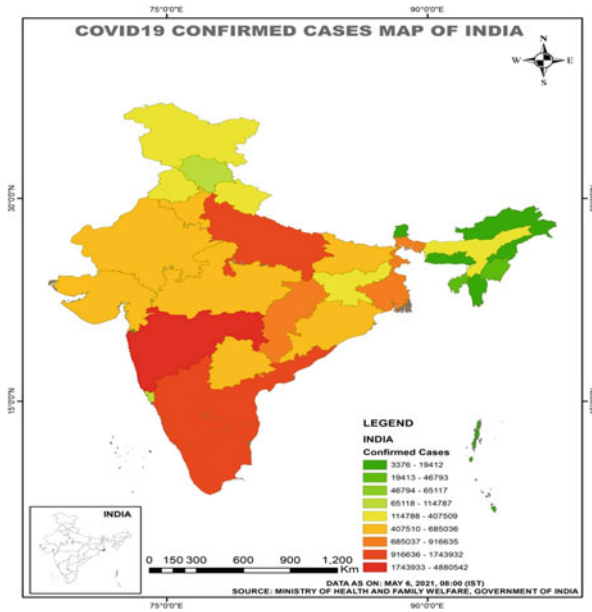 75°0'0"E 90°0'0"E
COVID19 CONFIRMED CASES MAP OF INDIA
N
W E
S
30°0'0"N
15°0'0"N
LEGEND
INDIA
Confirmed Cases
3376 - 19412
19413 - 46793
46794 - 65117
65118 - 114787
114788 - 407509
407510 - 685036
685037 - 916635
916636 - 1743932
1743933 - 4880542
INDIA
0 150 300 600 900 1,200
Km
DATA AS ON: MAY 6, 2021, 08:00 (IST)
SOURCE: MINISTRY OF HEALTH AND FAMILY WELFARE, GOVERNMENT OF INDIA
75°0'0"E 90°0'0"E